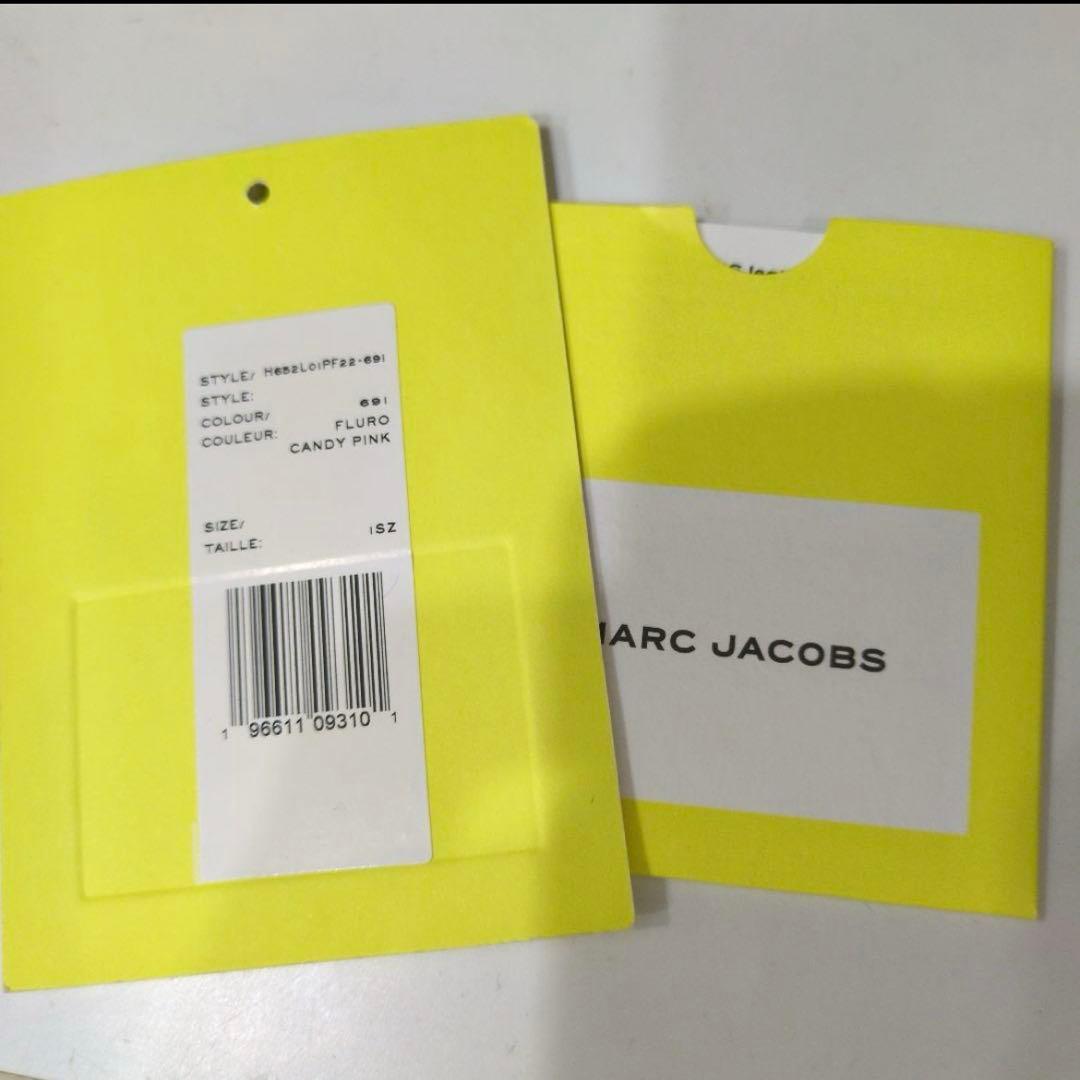 STYLE/ H652L01PF22-691
STYLE:
COLOUR/ 691
COULEUR: FLURO
CANDY PINK
SIZE/
TAILLE: 1SZ
1 96611 09310 1
MARC JACOBS